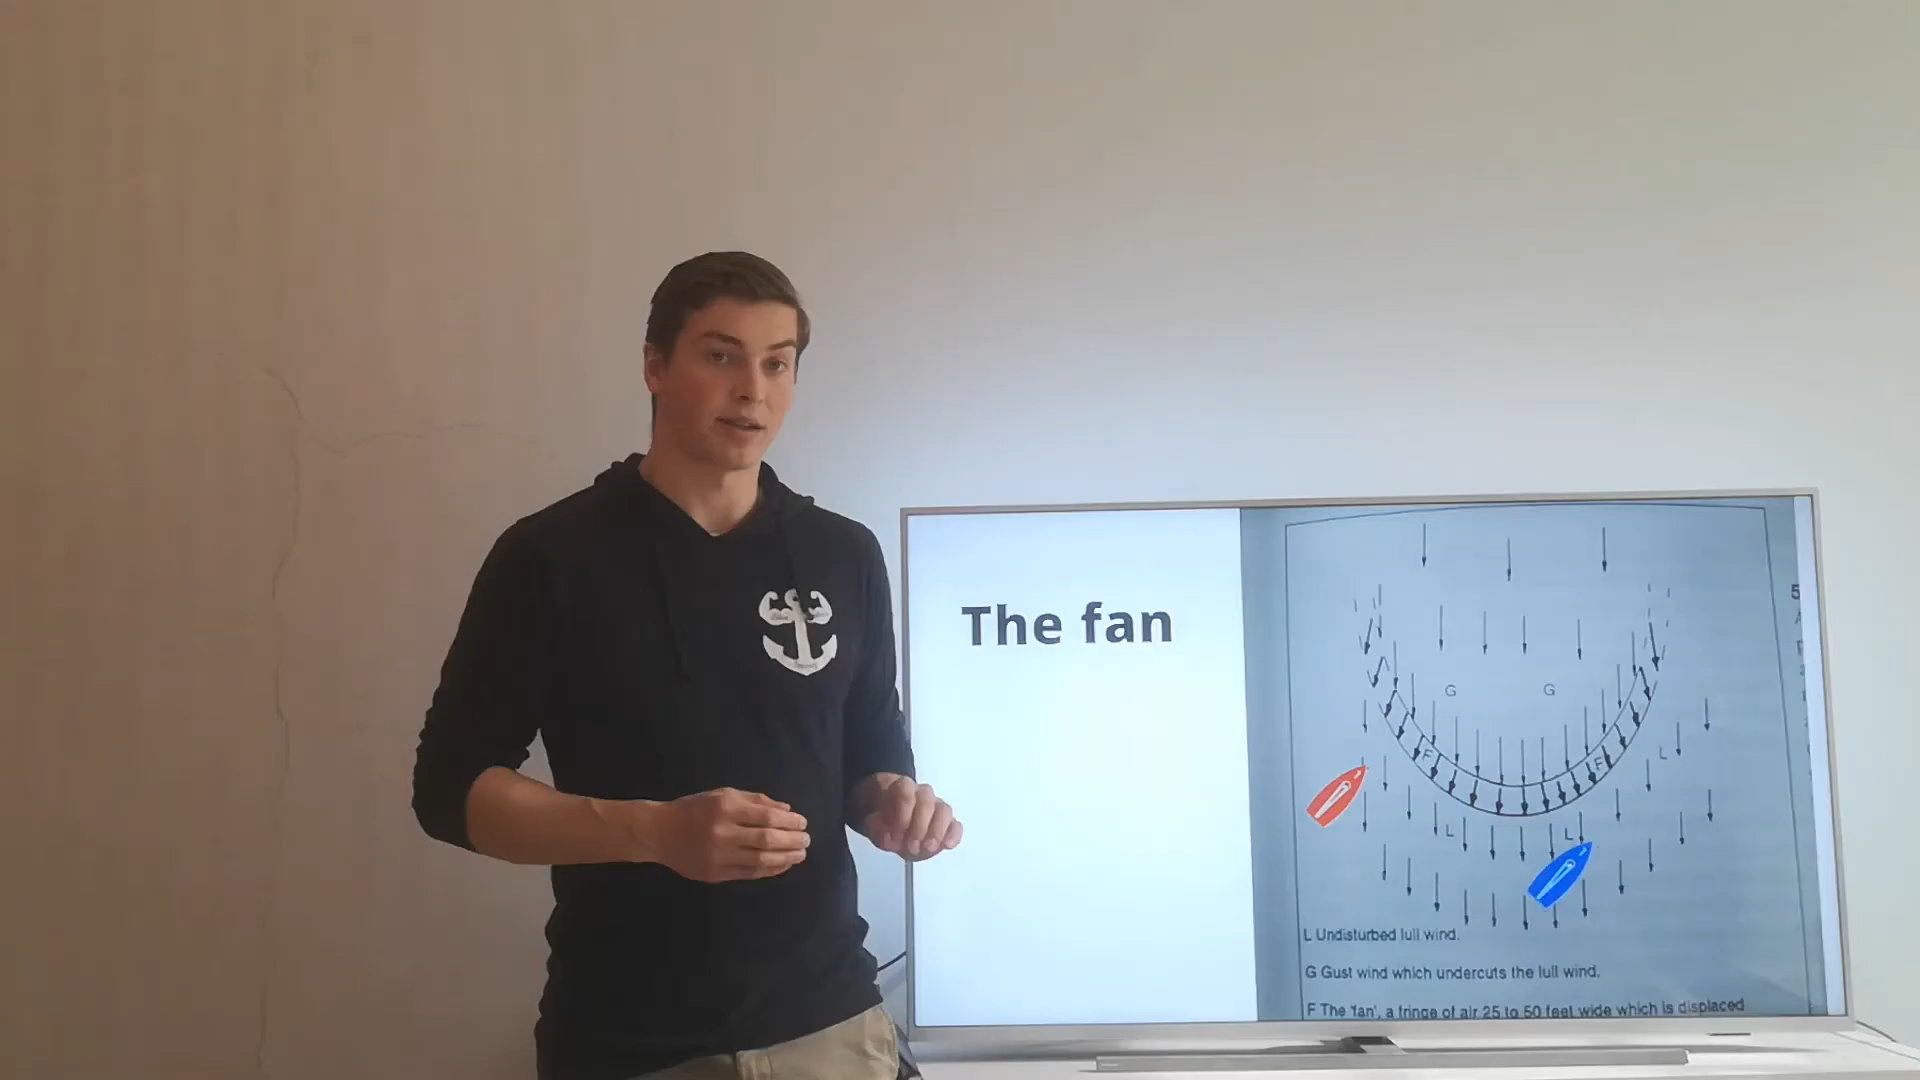 The fan
5
G G
F F L
L L
L Undisturbed lull wind.
G Gust wind which undercuts the lull wind.
F The 'fan', a fringe of air 25 to 50 feet wide which is displaced